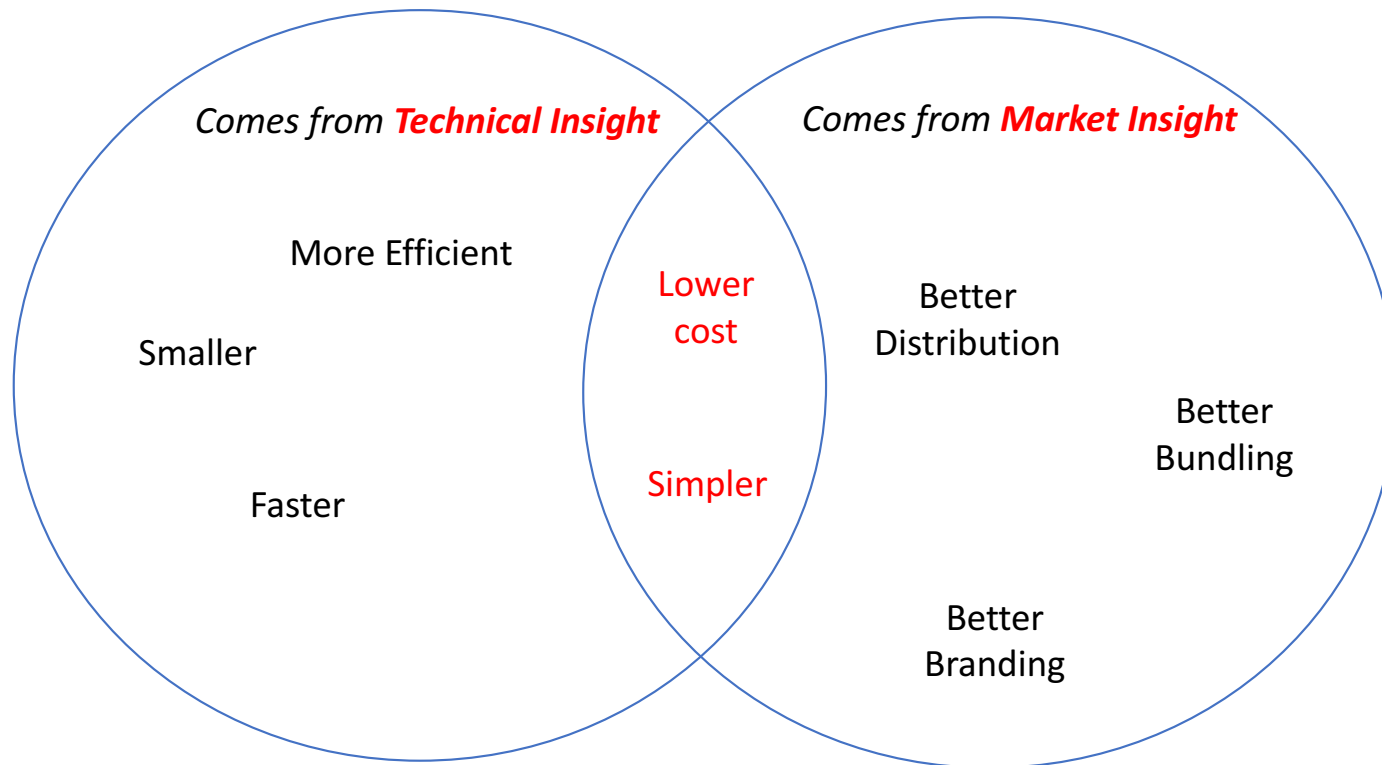 Comes from Technical Insight
Comes from Market Insight
More Efficient
Smaller
Faster
Lower
cost
Simpler
Better
Distribution
Better
Bundling
Better
Branding